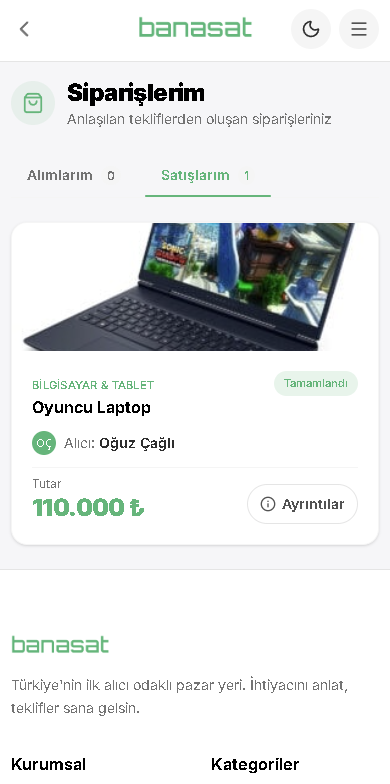 banasat
Siparişlerim
Anlaşılan tekliflerden oluşan siparişleriniz
Alımlarım 0
Satışlarım 1
BİLGİSAYAR & TABLET
Tamamlandı
Oyuncu Laptop
OÇ Alıcı: Oğuz Çağlı
Tutar
110.000 ₺
Ayrıntılar
banasat
Türkiye'nin ilk alıcı odaklı pazar yeri. İhtiyacını anlat,
teklifler sana gelsin.
Kurumsal
Kategoriler